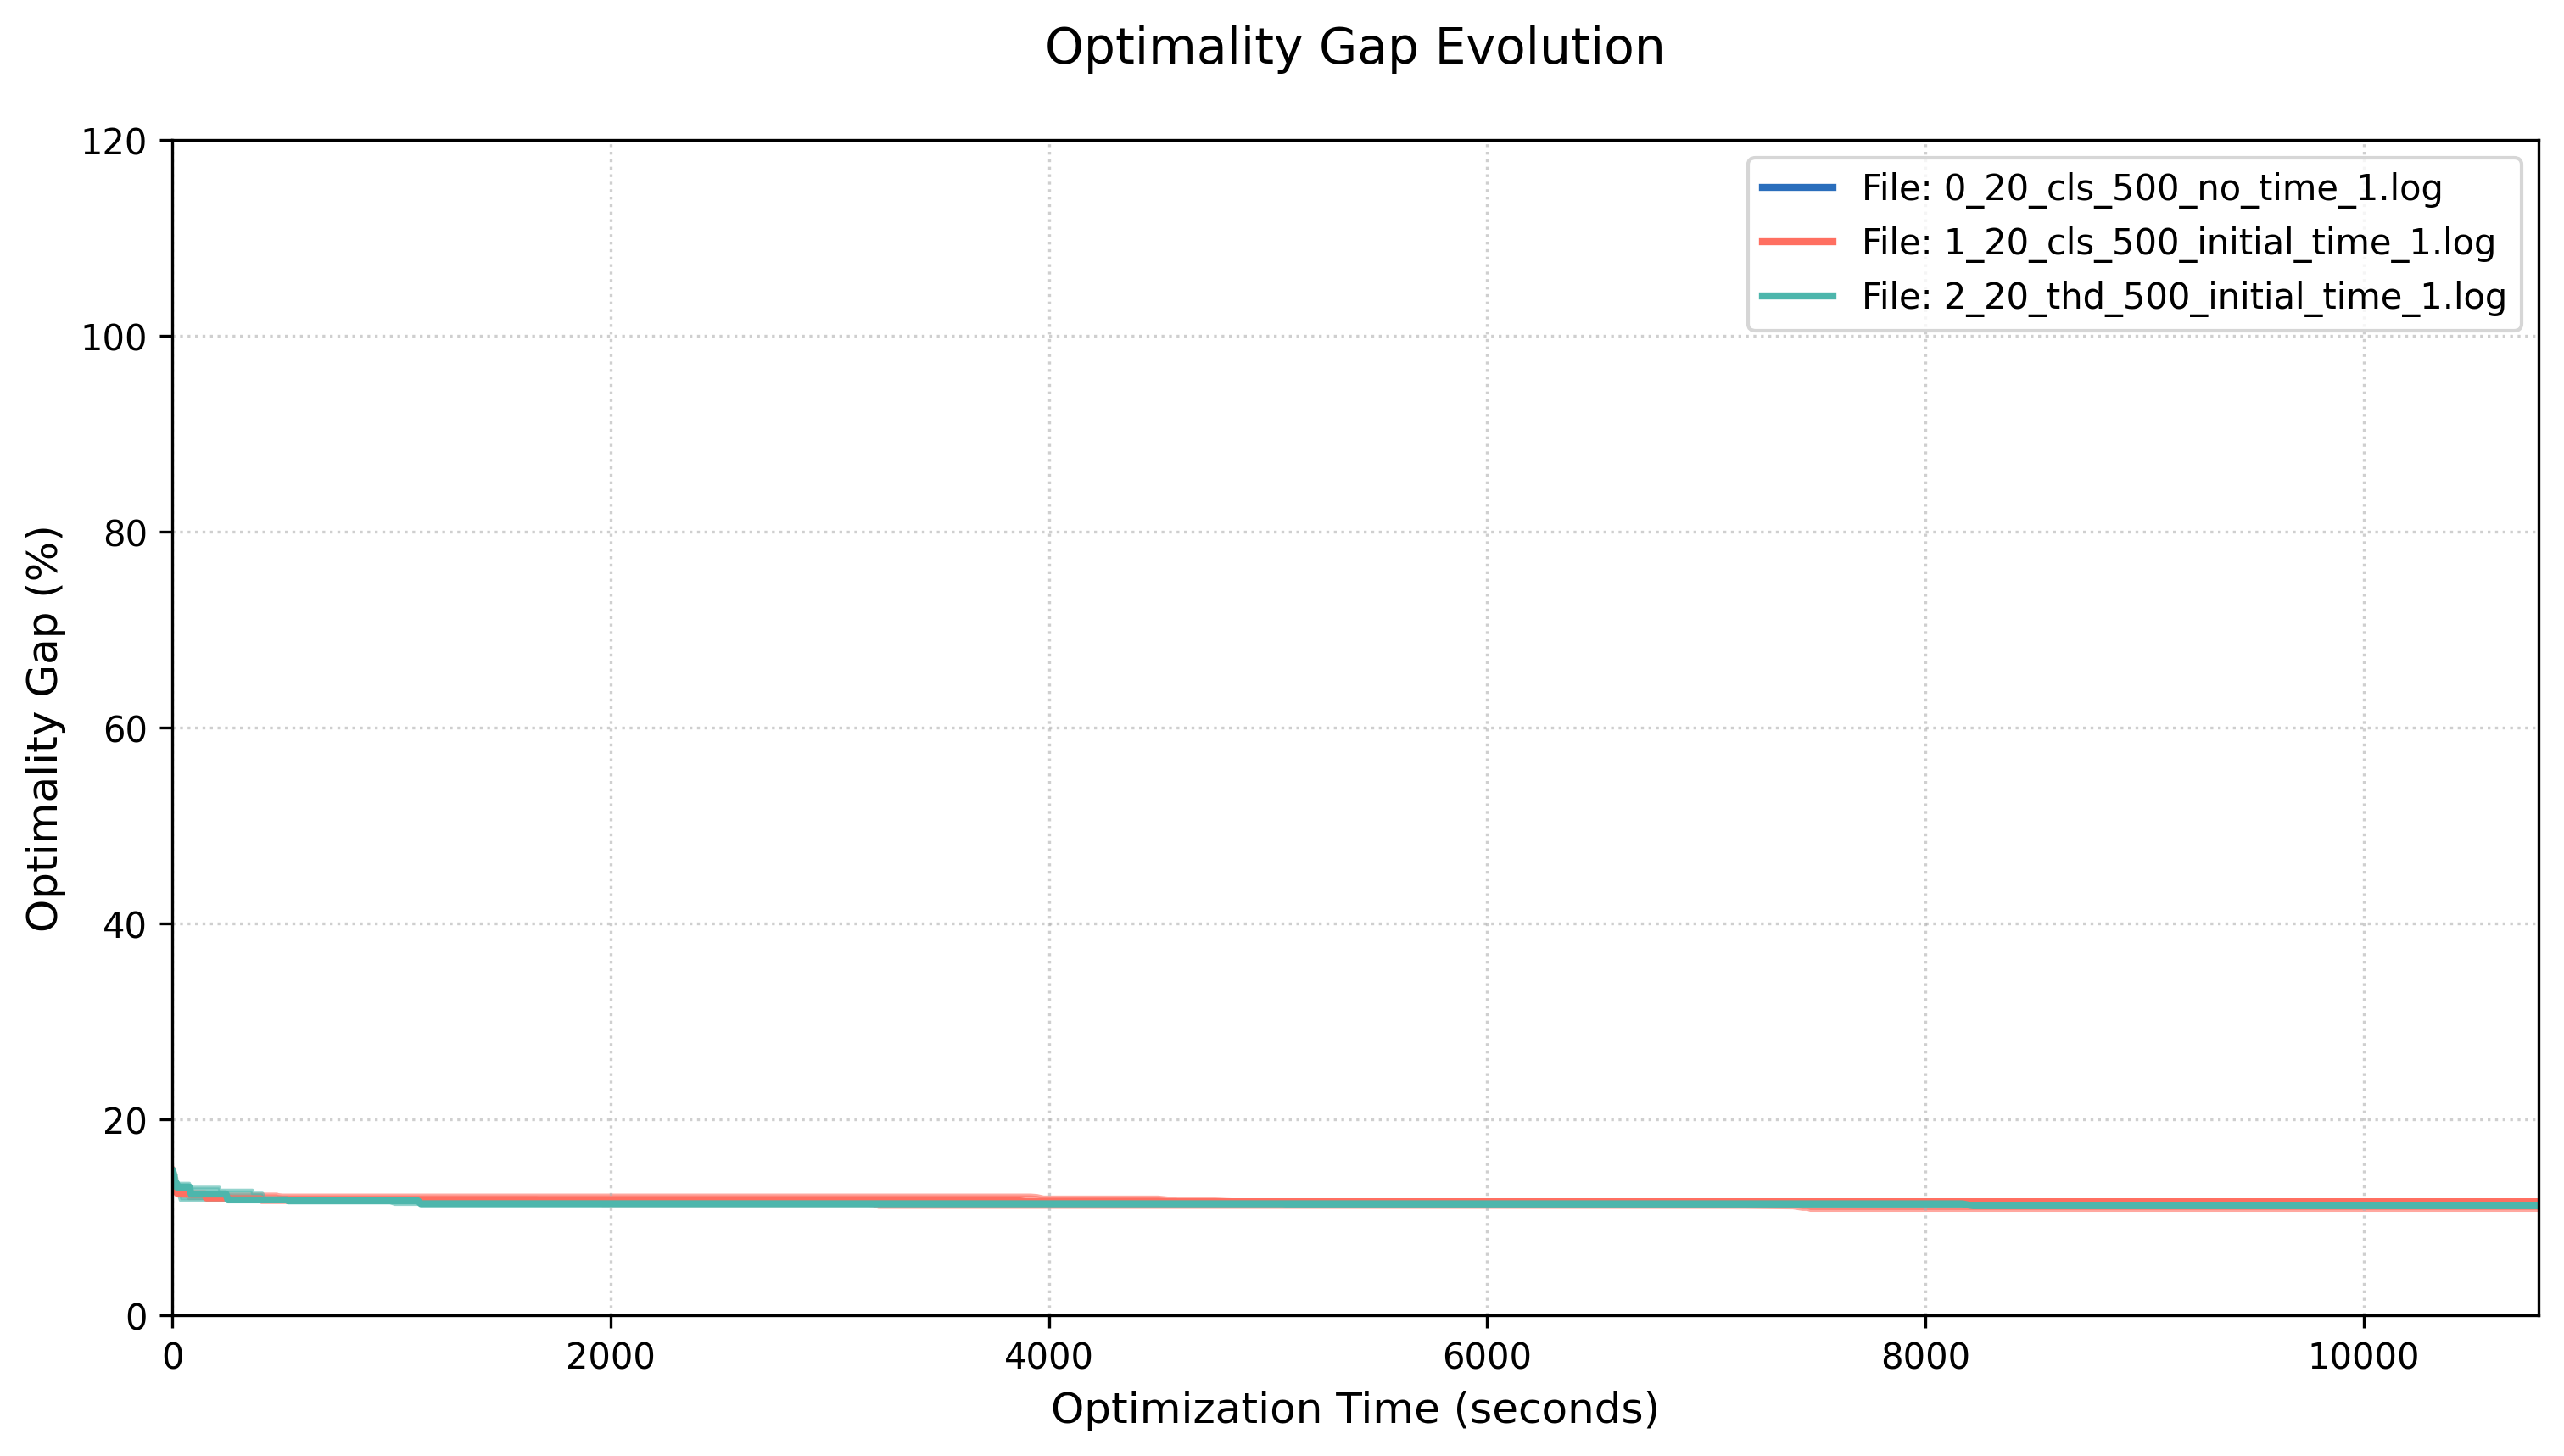 Optimality Gap Evolution
120
100
80
60
40
20
0
Optimality Gap (%)
File: 0_20_cls_500_no_time_1.log
File: 1_20_cls_500_initial_time_1.log
File: 2_20_thd_500_initial_time_1.log
0 2000 4000 6000 8000 10000
Optimization Time (seconds)